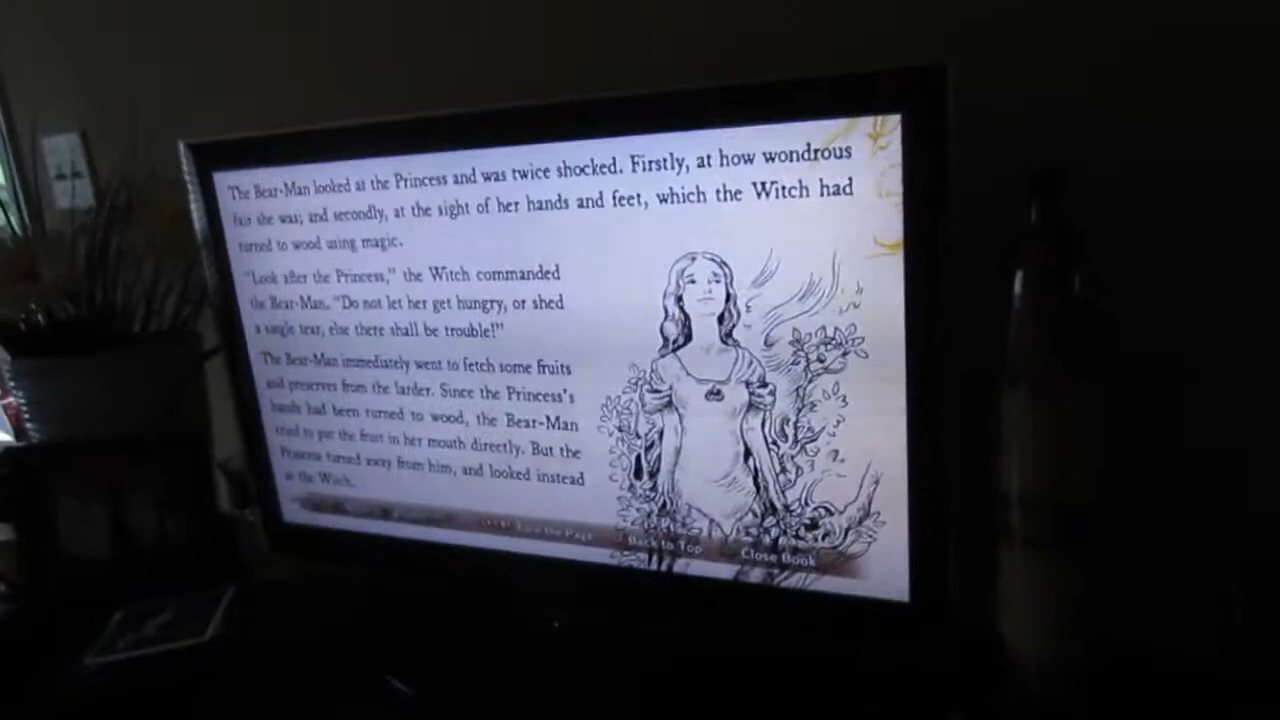 The Bear-Man looked at the Princess and was twice shocked. Firstly, at how wondrous
fair she was; and secondly, at the sight of her hands and feet, which the Witch had
turned to wood using magic.
"Look after the Princess," the Witch commanded
the Bear-Man. "Do not let her get hungry, or shed
a single tear, else there shall be trouble!"
The Bear-Man immediately went to fetch some fruits
and preserves from the larder. Since the Princess's
hands had been turned to wood, the Bear-Man
tried to put the fruit in her mouth directly. But the
Princess turned away from him, and looked instead
the Witch.
Turn the Page
Back to Top
Close Book